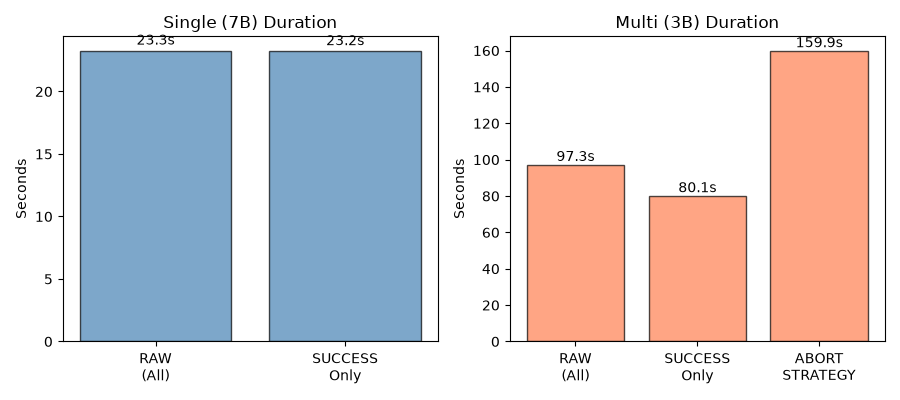 Single (7B) Duration
Seconds
20
15
10
5
0
23.3s
23.2s
RAW
(All)
SUCCESS
Only
Multi (3B) Duration
Seconds
160
140
120
100
80
60
40
20
0
97.3s
80.1s
159.9s
RAW
(All)
SUCCESS
Only
ABORT
STRATEGY